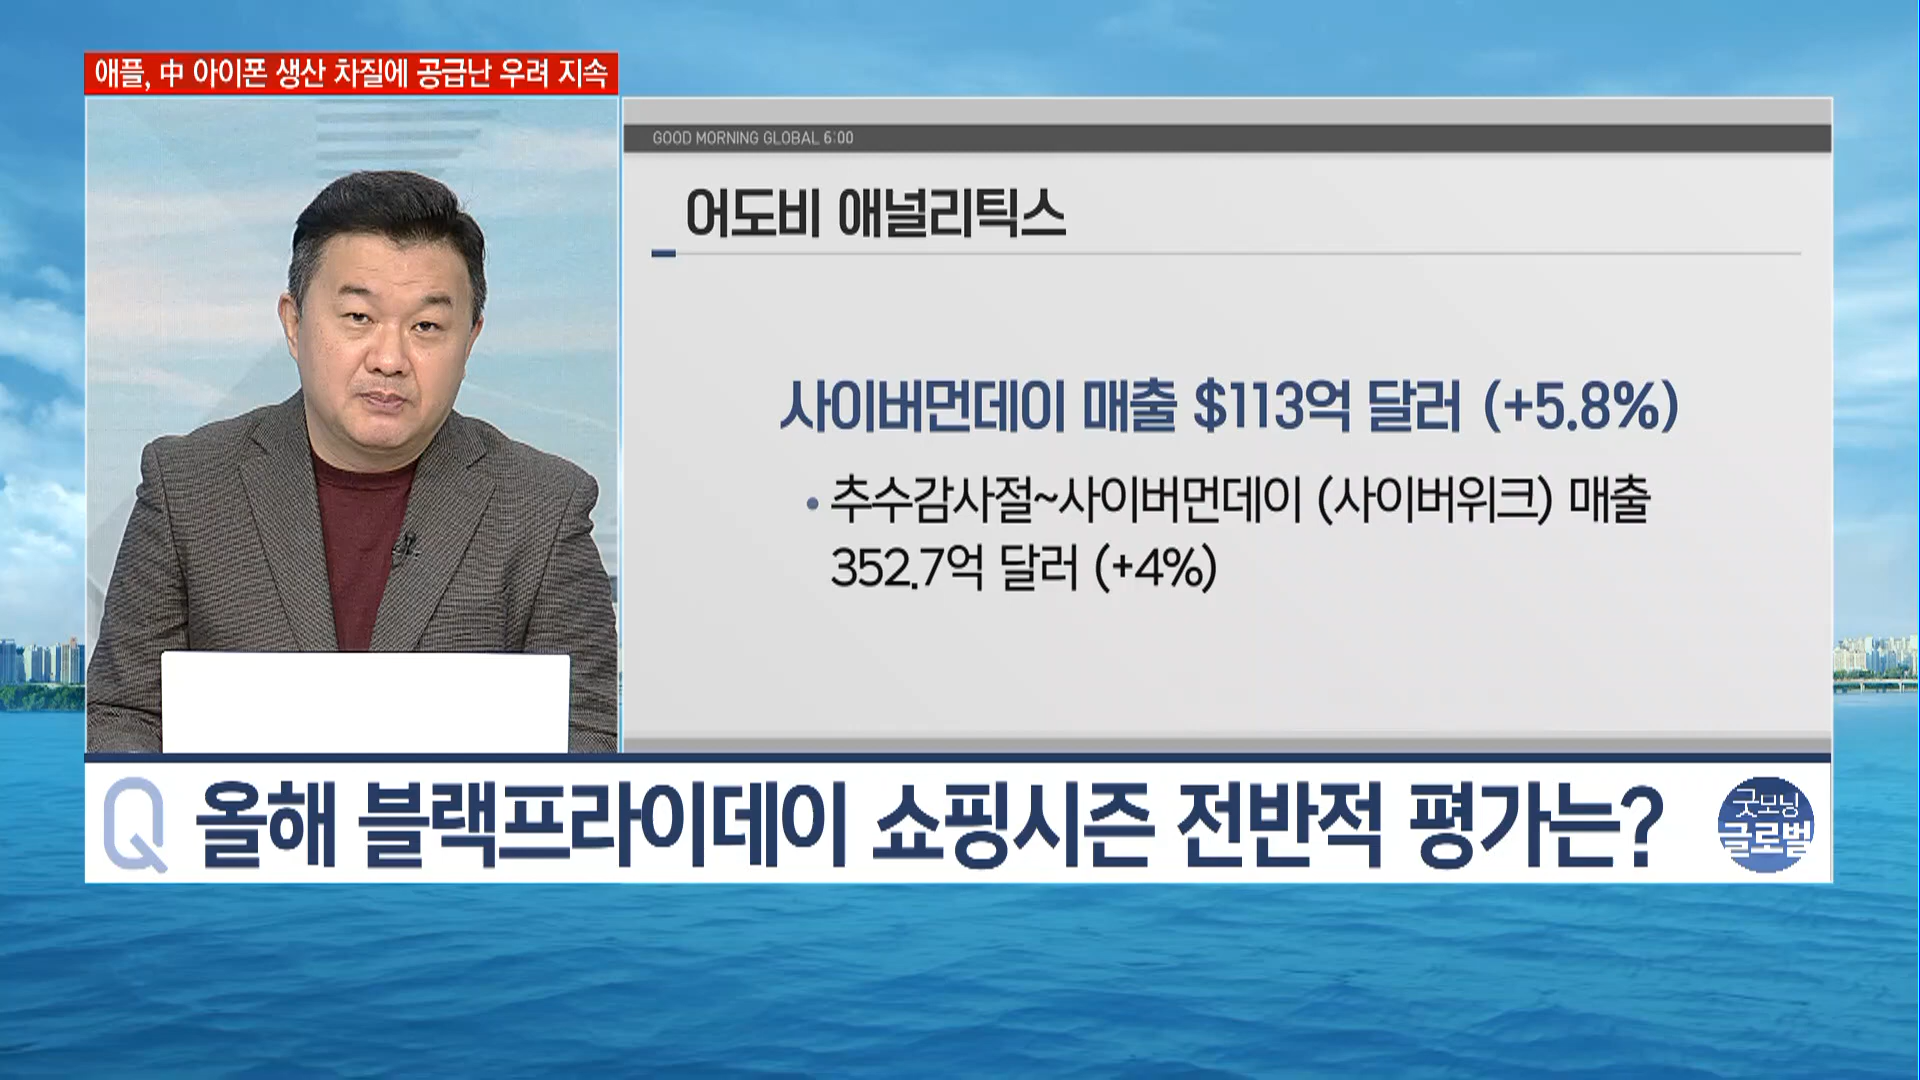 애플, 中 아이폰 생산 차질에 공급난 우려 지속
GOOD MORNING GLOBAL 6:00
어도비 애널리틱스
사이버먼데이 매출 $113억 달러 (+5.8%)
• 추수감사절~사이버먼데이 (사이버위크) 매출
352.7억 달러 (+4%)
Q 올해 블랙프라이데이 쇼핑시즌 전반적 평가는?
굿모닝
글로벌